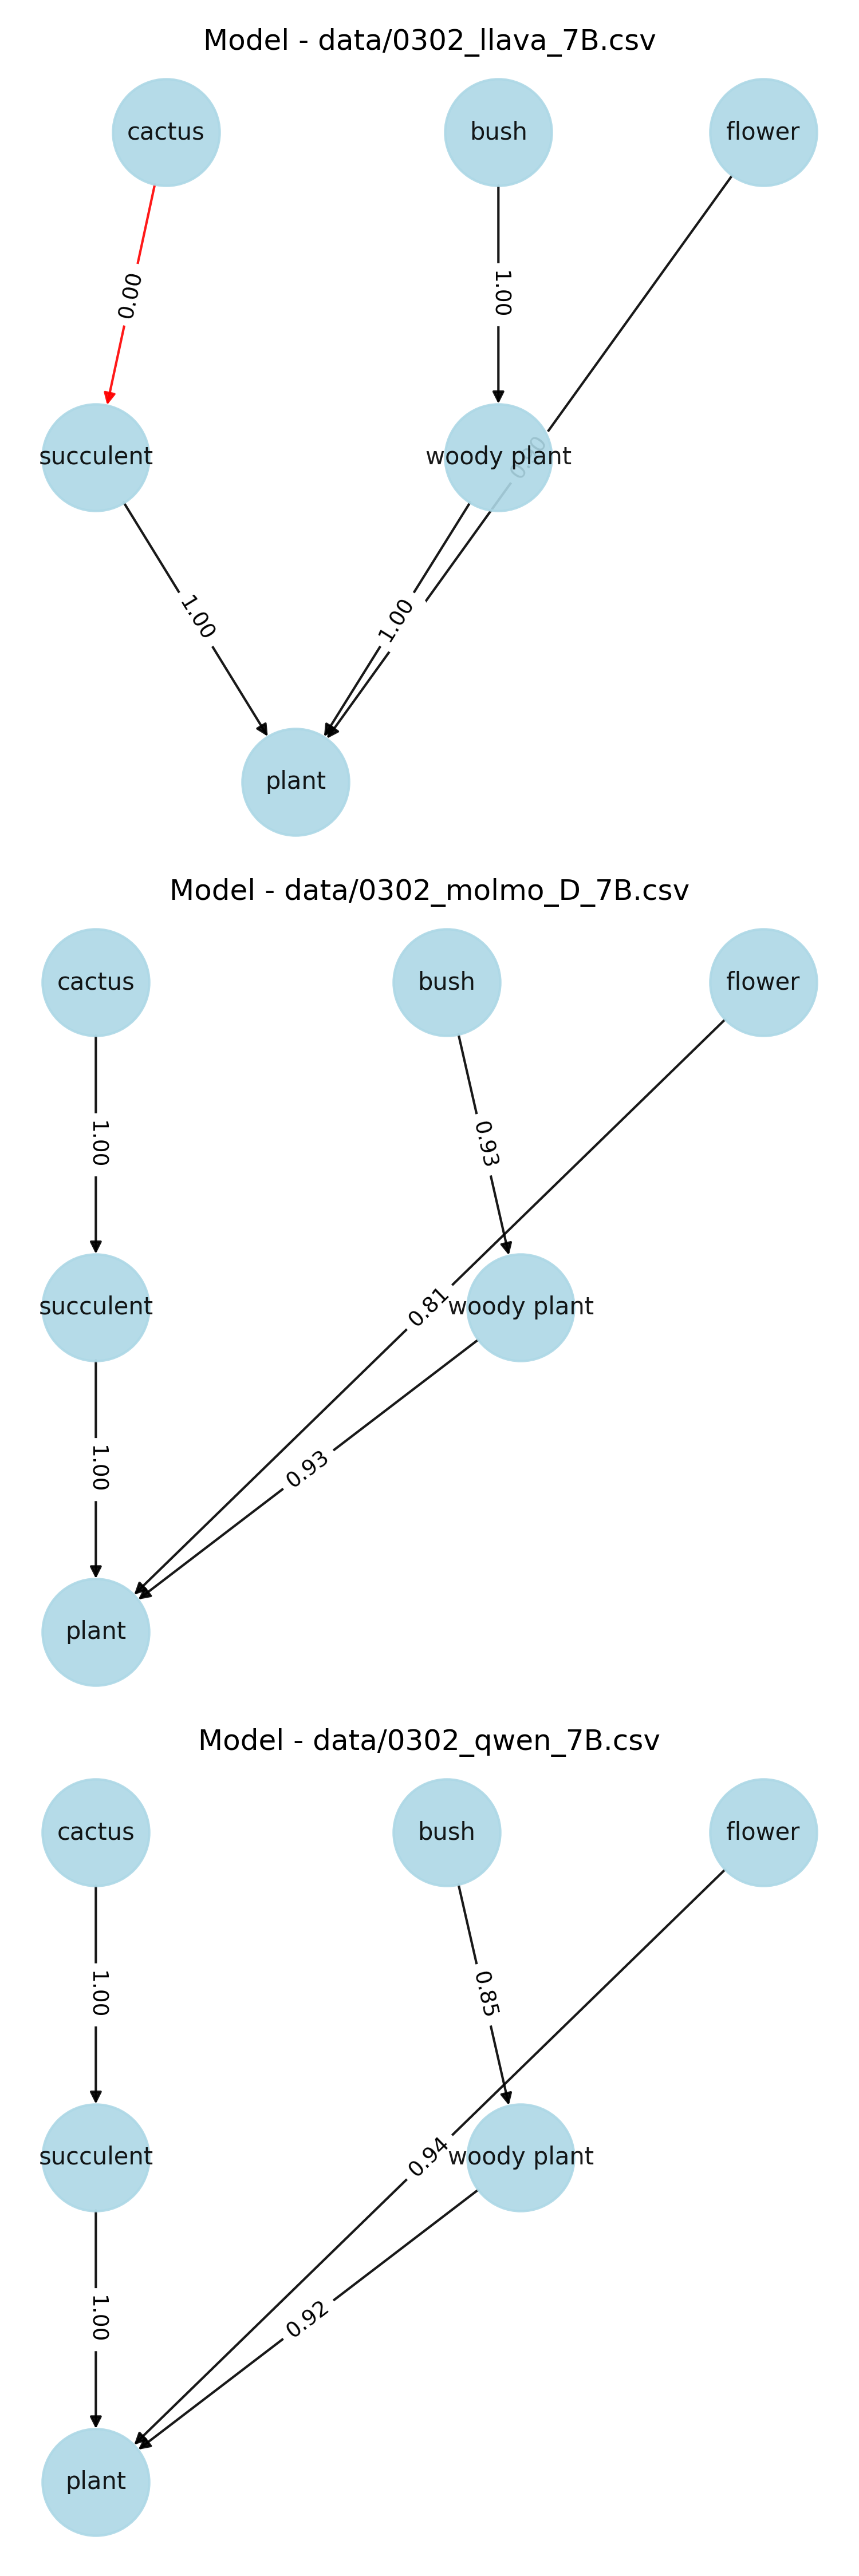 Model - data/0302_llava_7B.csv
cactus
bush
flower
0.00
1.00
succulent
woody plant
1.00
1.00
plant
Model - data/0302_molmo_D_7B.csv
cactus
bush
flower
1.00
0.93
succulent
0.81
woody plant
1.00
0.93
plant
Model - data/0302_qwen_7B.csv
cactus
bush
flower
1.00
0.85
succulent
0.94
woody plant
1.00
0.92
plant